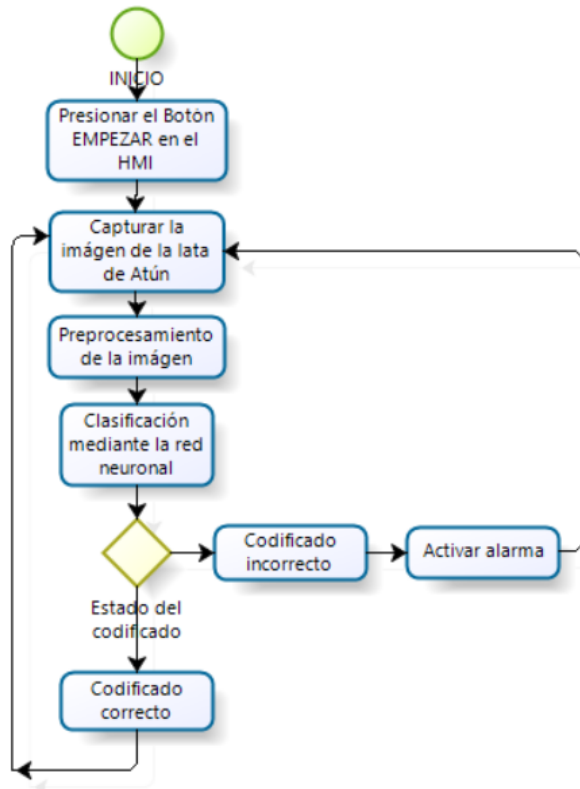 INICIO
Presionar el Botón
EMPEZAR en el
HMI
Capturar la
imágen de la lata
de Atún
Preprocesamiento
de la imágen
Clasificación
mediante la red
neuronal
Codificado
incorrecto
Activar alarma
Estado del
codificado
Codificado
correcto